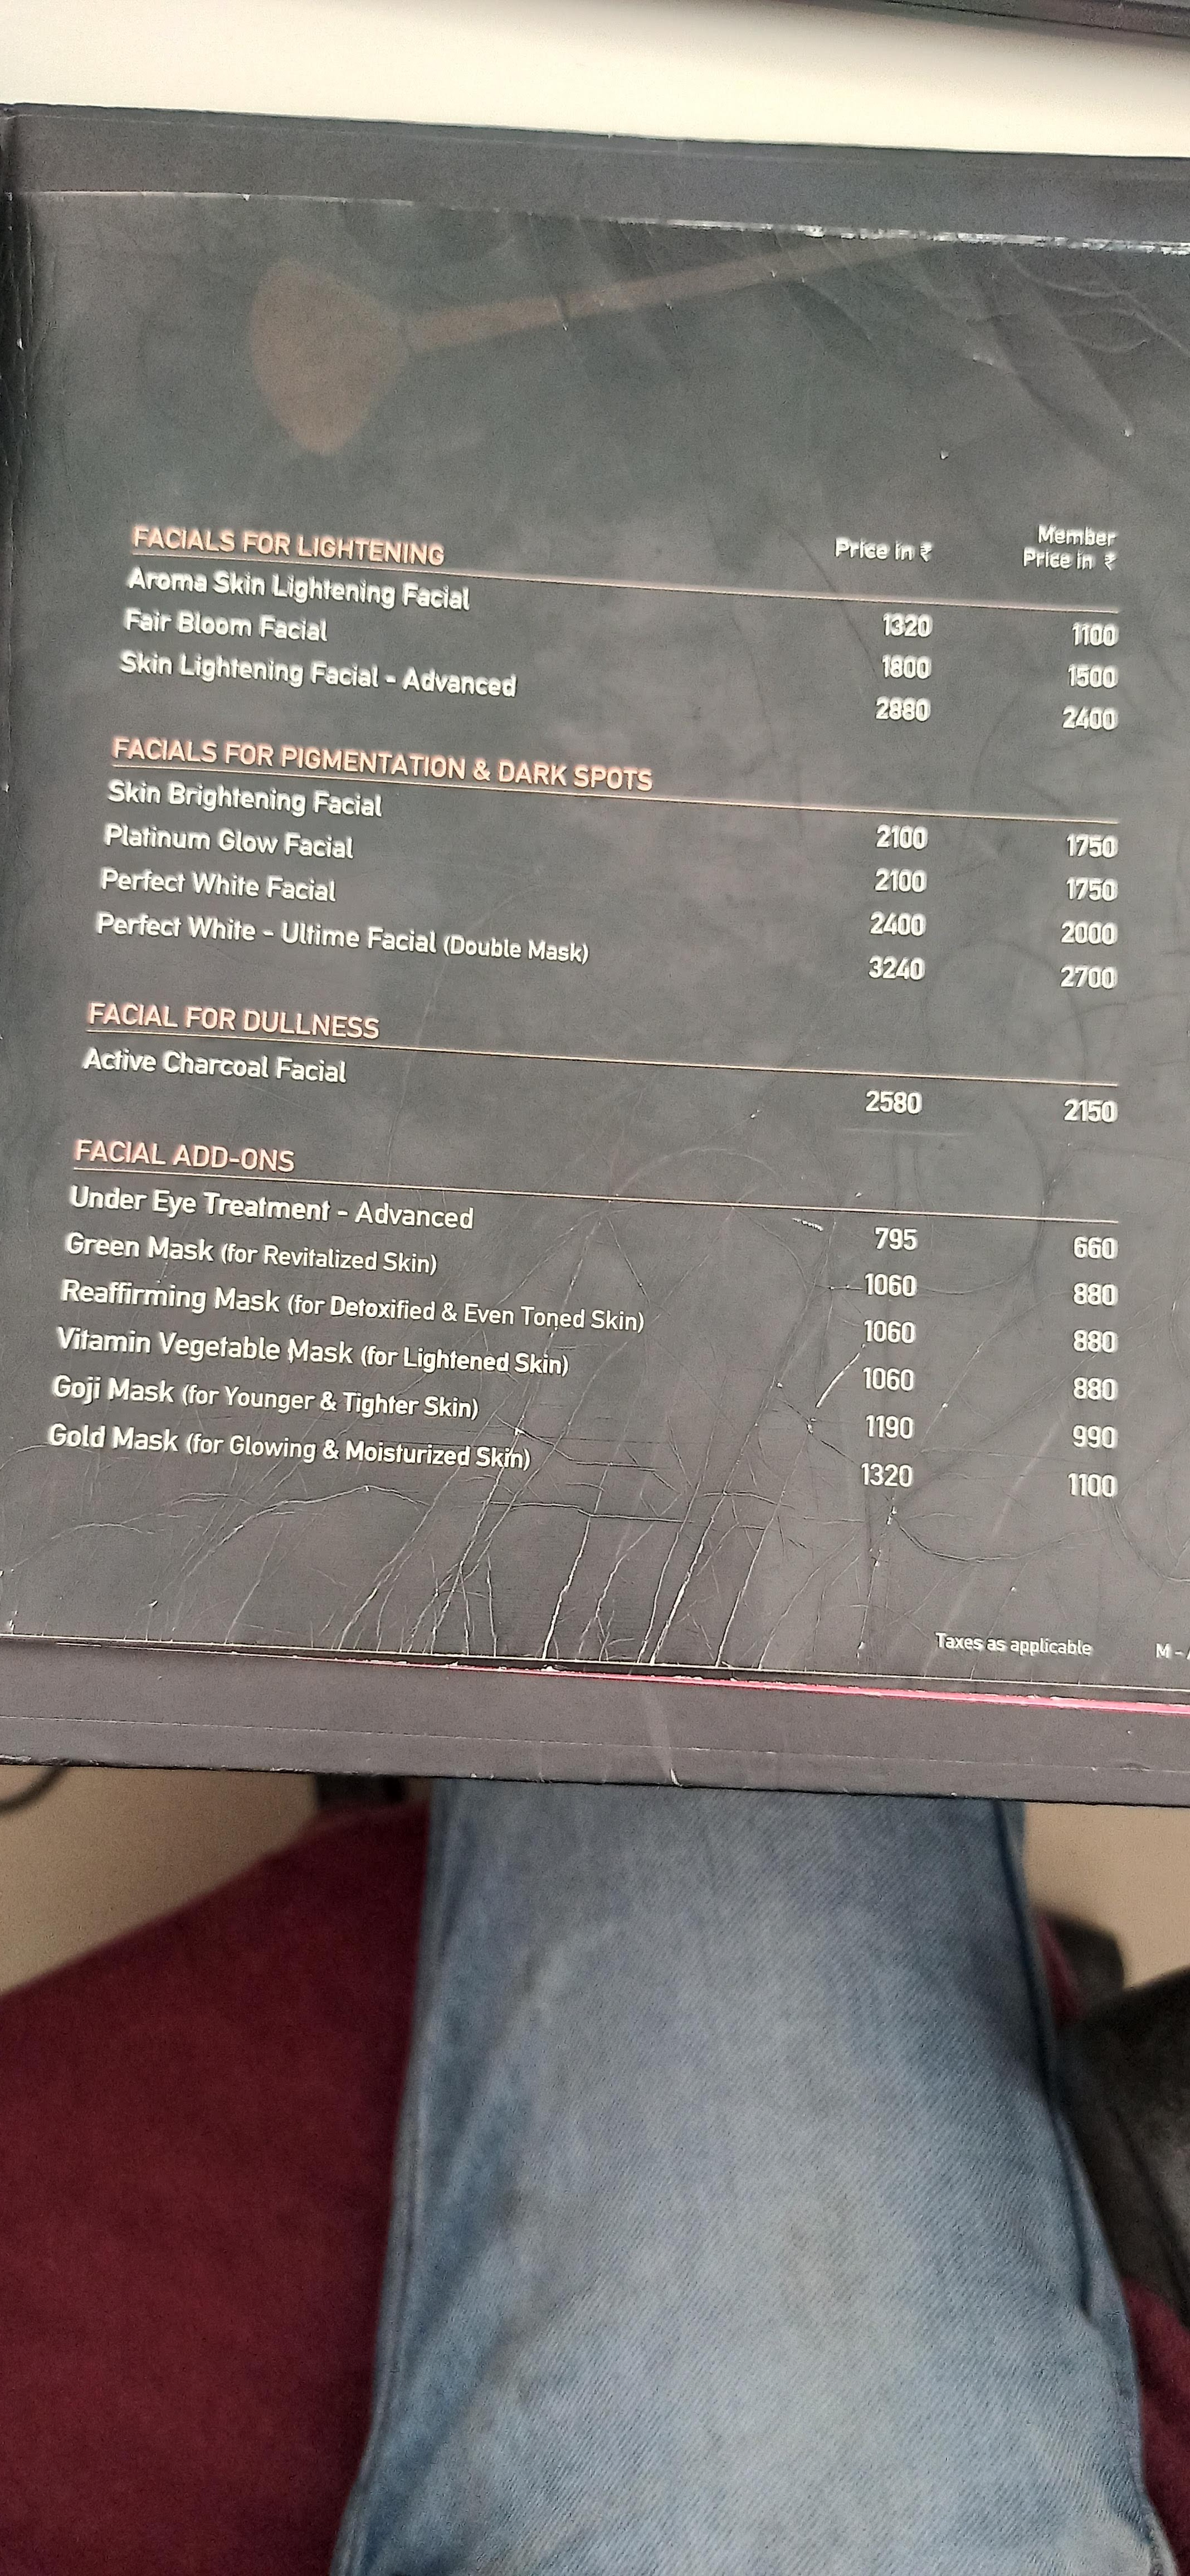 Price in ₹ Member Price in ₹
FACIALS FOR LIGHTENING
Aroma Skin Lightening Facial 1320 1100
Fair Bloom Facial 1800 1500
Skin Lightening Facial - Advanced 2880 2400
FACIALS FOR PIGMENTATION & DARK SPOTS
Skin Brightening Facial 2100 1750
Platinum Glow Facial 2100 1750
Perfect White Facial 2400 2000
Perfect White - Ultime Facial (Double Mask) 3240 2700
FACIAL FOR DULLNESS
Active Charcoal Facial 2580 2150
FACIAL ADD-ONS
Under Eye Treatment - Advanced 795 660
Green Mask (for Revitalized Skin) 1060 880
Reaffirming Mask (for Detoxified & Even Toned Skin) 1060 880
Vitamin Vegetable Mask (for Lightened Skin) 1060 880
Goji Mask (for Younger & Tighter Skin) 1190 990
Gold Mask (for Glowing & Moisturized Skin) 1320 1100
Taxes as applicable M -